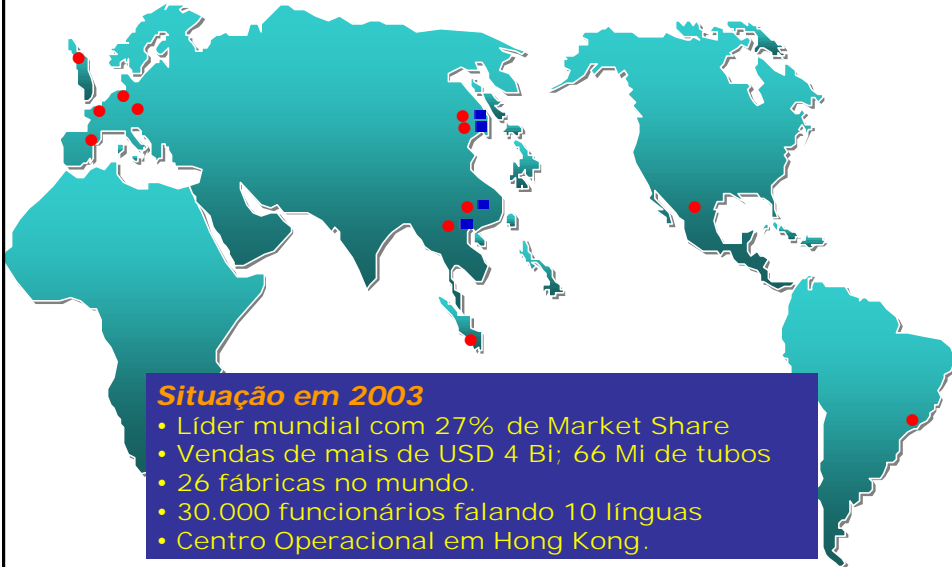 Situação em 2003
• Líder mundial com 27% de Market Share
• Vendas de mais de USD 4 Bi; 66 Mi de tubos
• 26 fábricas no mundo.
• 30.000 funcionários falando 10 línguas
• Centro Operacional em Hong Kong.